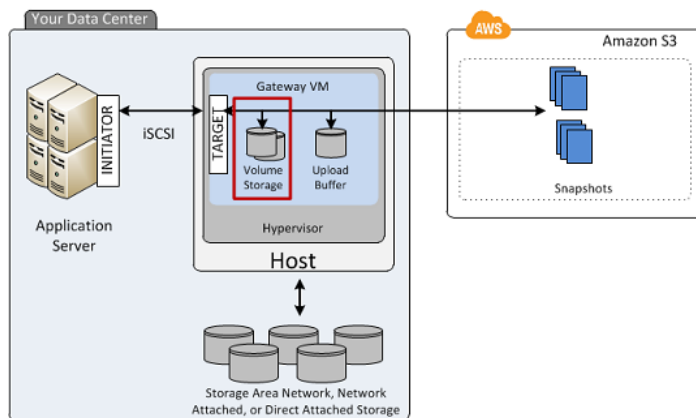 Your Data Center
AWS
Amazon S3
Gateway VM
INITIATOR
iSCSI
TARGET
Volume
Storage
Upload
Buffer
Snapshots
Application
Server
Hypervisor
Host
Storage Area Network, Network
Attached, or Direct Attached Storage